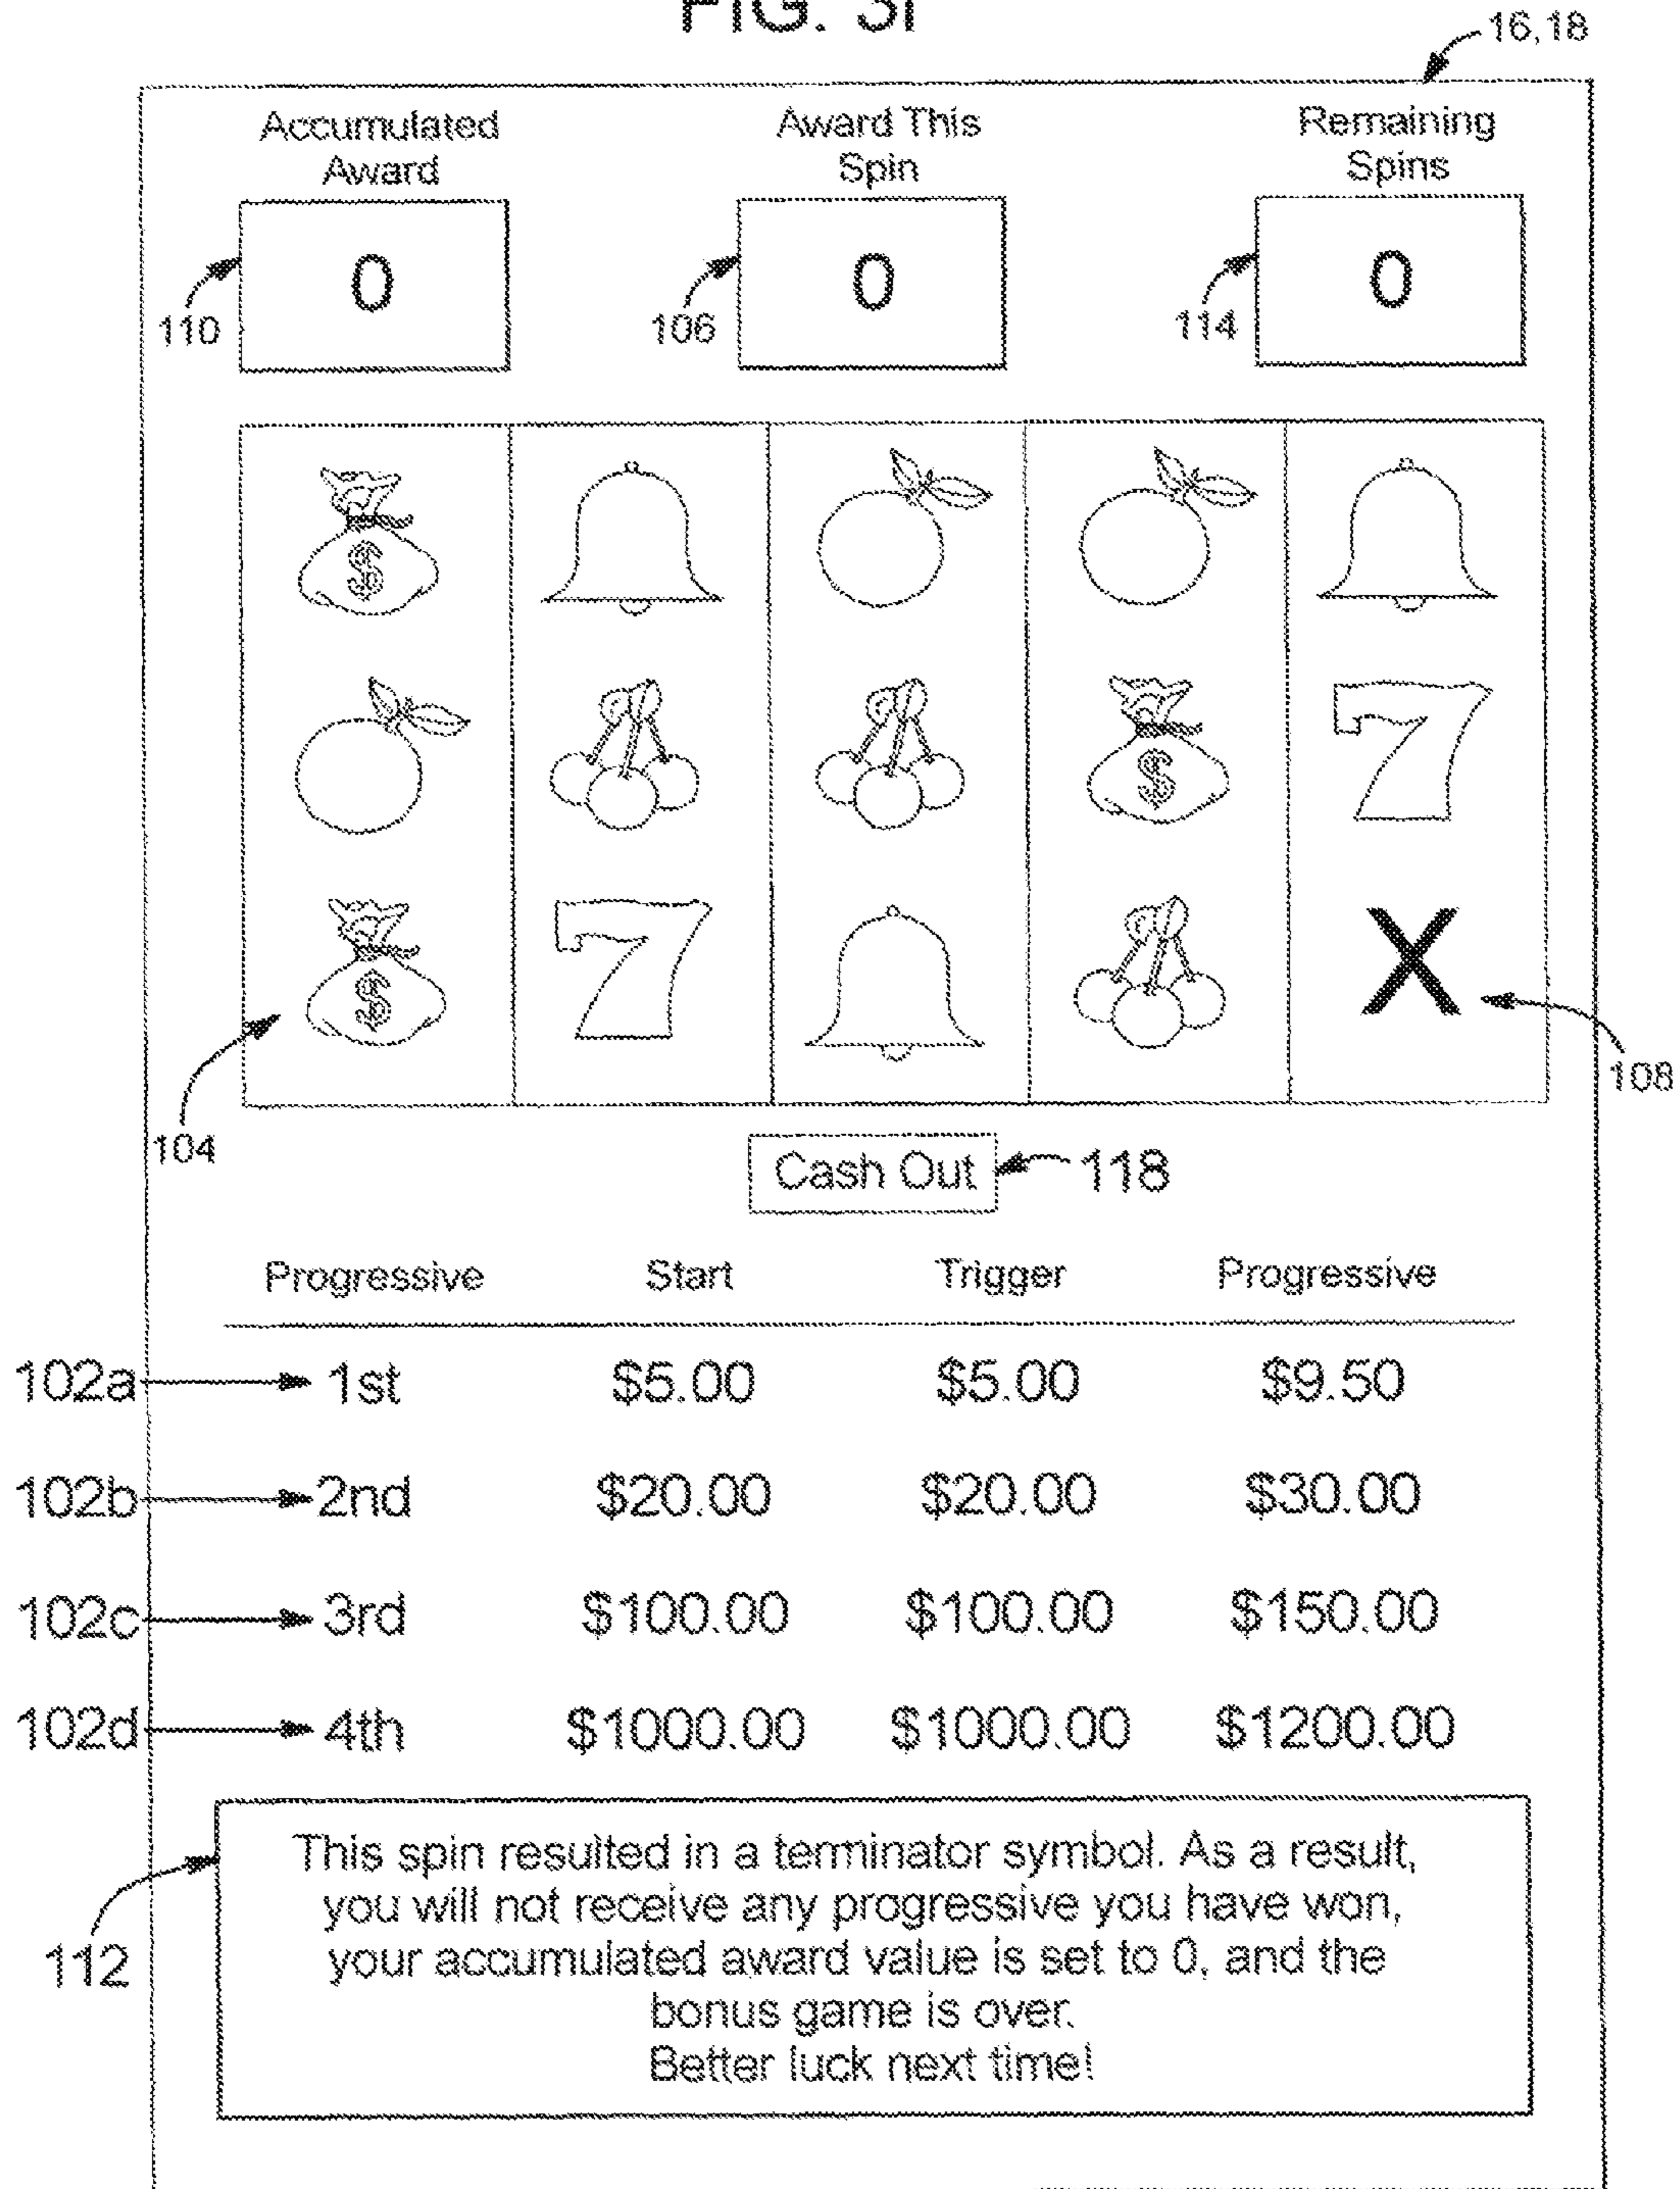 FIG. 3I
16,18
Accumulated Award This Remaining
Award Spin Spins
0 0 0
110 106 114
$
$ 7
$ 7 X
104 108
Cash Out 118
Progressive Start Trigger Progressive
102a 1st $5.00 $5.00 $9.50
102b 2nd $20.00 $20.00 $30.00
102c 3rd $100.00 $100.00 $150.00
102d 4th $1000.00 $1000.00 $1200.00
112
This spin resulted in a terminator symbol. As a result,
you will not receive any progressive you have won,
your accumulated award value is set to 0, and the
bonus game is over.
Better luck next time!